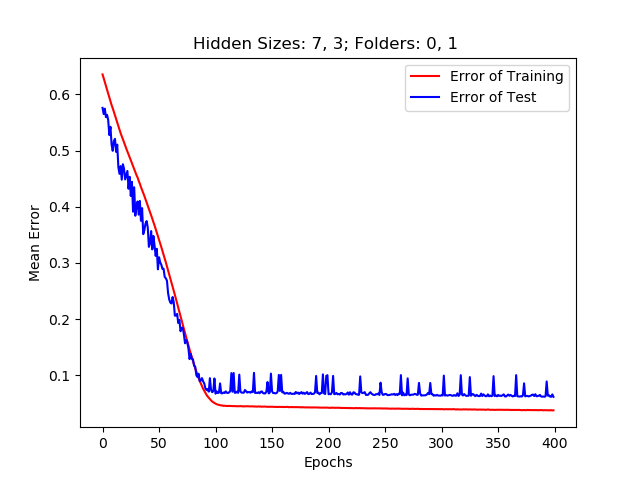 Hidden Sizes: 7, 3; Folders: 0, 1
Error of Training
Error of Test
Mean Error
0.6
0.5
0.4
0.3
0.2
0.1
0 50 100 150 200 250 300 350 400
Epochs